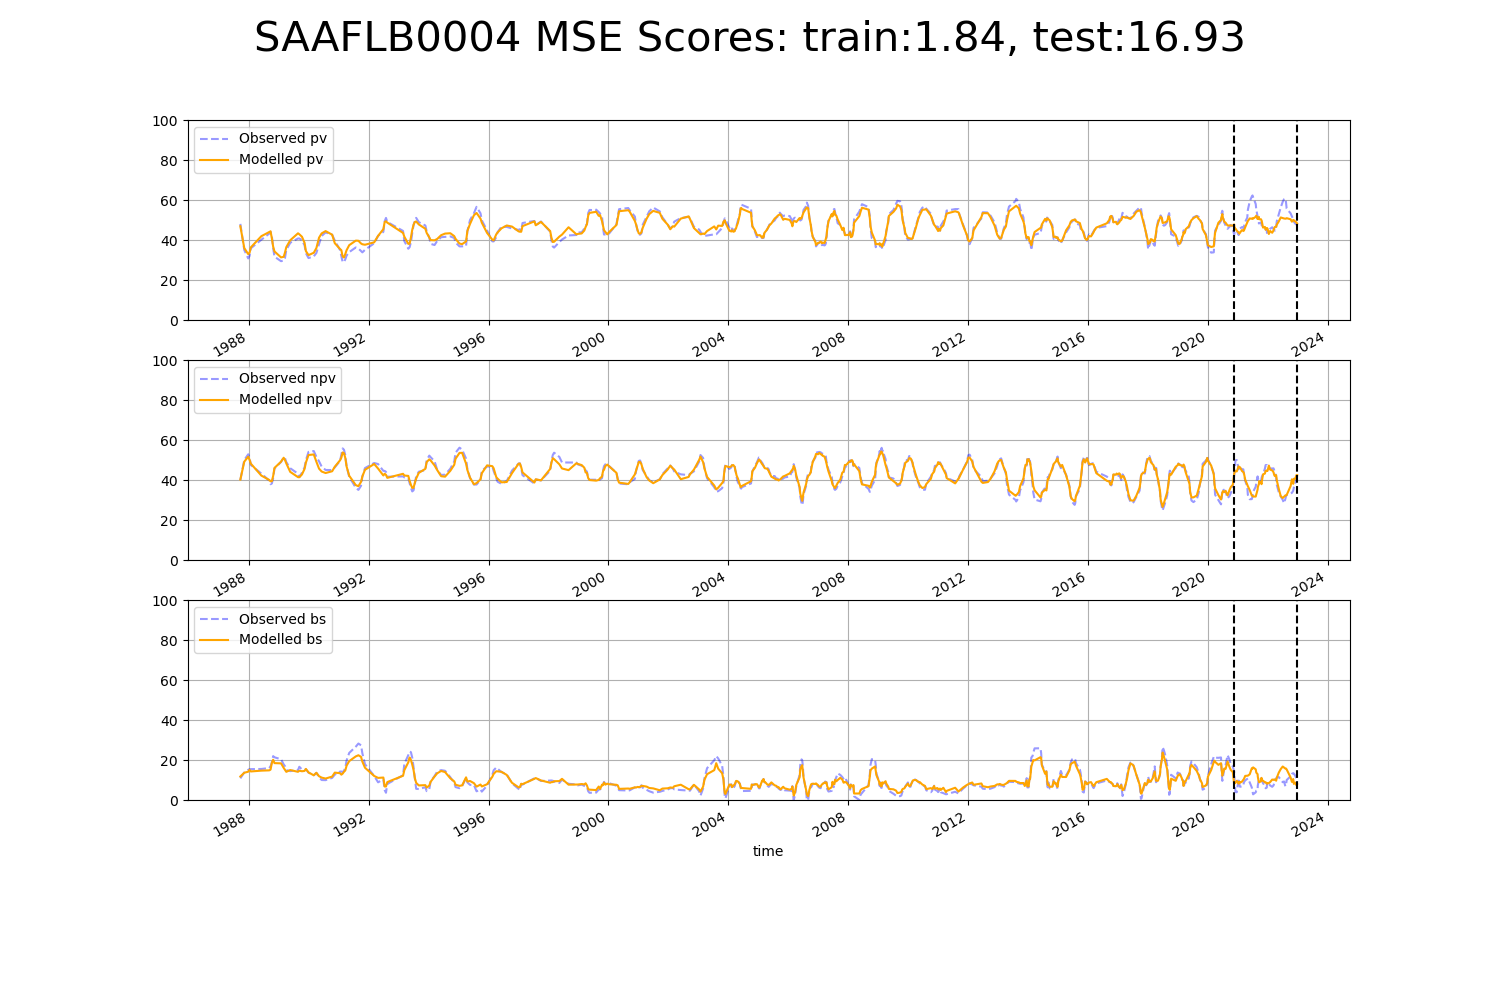 SAAFLB0004 MSE Scores: train:1.84, test:16.93
100
80
60
40
20
0
Observed pv
Modelled pv
1988 1992 1996 2000 2004 2008 2012 2016 2020 2024
100
80
60
40
20
0
Observed npv
Modelled npv
1988 1992 1996 2000 2004 2008 2012 2016 2020 2024
100
80
60
40
20
0
Observed bs
Modelled bs
1988 1992 1996 2000 2004 2008 2012 2016 2020 2024
time